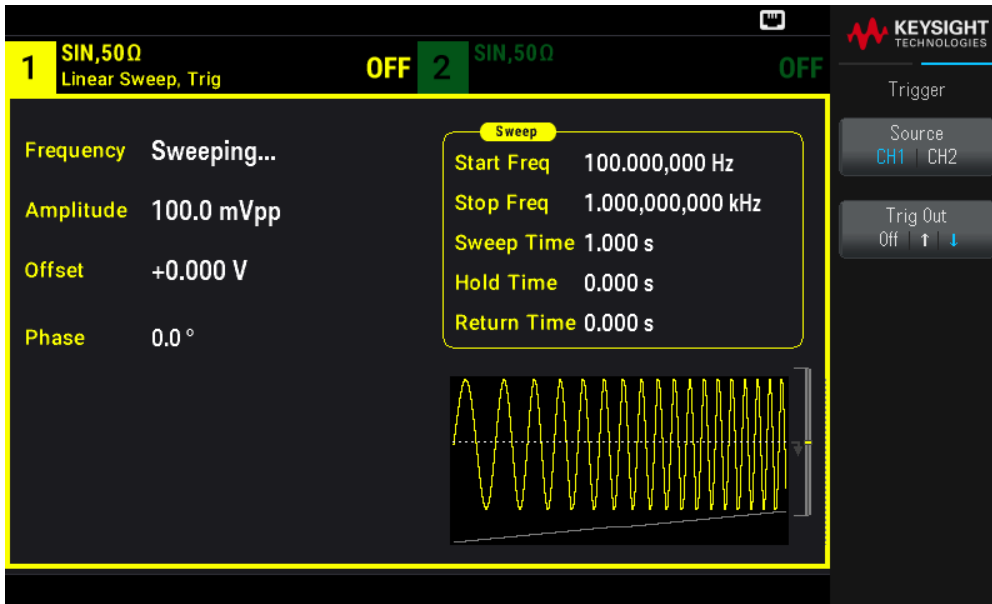 1 SIN,50Ω
Linear Sweep, Trig
OFF
2 SIN,50Ω
OFF
Frequency Sweeping...
Amplitude 100.0 mVpp
Offset +0.000 V
Phase 0.0 °
Sweep
Start Freq 100.000,000 Hz
Stop Freq 1.000,000,000 kHz
Sweep Time 1.000 s
Hold Time 0.000 s
Return Time 0.000 s
KEYSIGHT
TECHNOLOGIES
Trigger
Source
CH1 | CH2
Trig Out
Off | ↑ | ↓